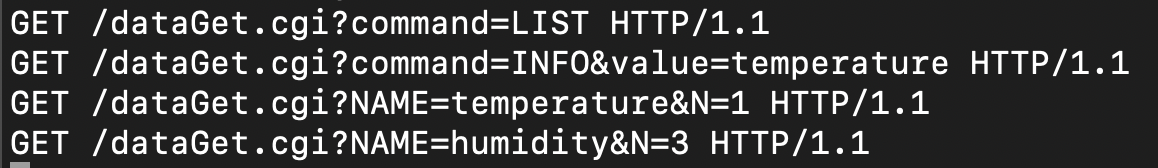 GET /dataGet.cgi?command=LIST HTTP/1.1
GET /dataGet.cgi?command=INFO&value=temperature HTTP/1.1
GET /dataGet.cgi?NAME=temperature&N=1 HTTP/1.1
GET /dataGet.cgi?NAME=humidity&N=3 HTTP/1.1